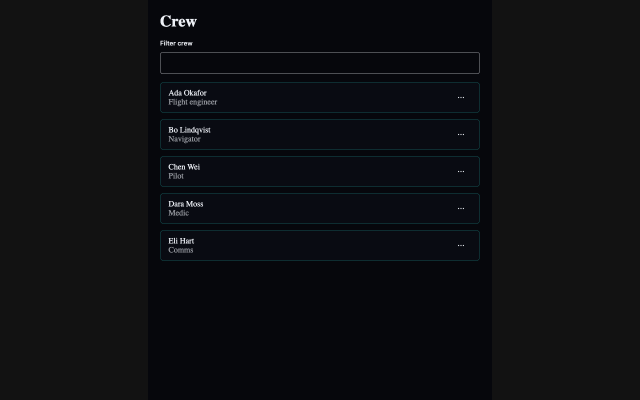 Crew
Filter crew
Ada Okafor
...
Flight engineer
Bo Lindqvist
...
Navigator
Chen Wei
...
Pilot
Dara Moss
...
Medic
Eli Hart
...
Comms